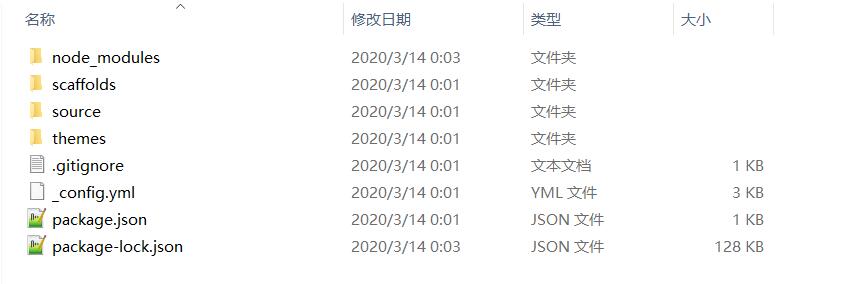 名称 修改日期 类型 大小
node_modules 2020/3/14 0:03 文件夹
scaffolds 2020/3/14 0:01 文件夹
source 2020/3/14 0:01 文件夹
themes 2020/3/14 0:01 文件夹
.gitignore 2020/3/14 0:01 文本文档 1 KB
_config.yml 2020/3/14 0:01 YML 文件 3 KB
package.json 2020/3/14 0:01 JSON 文件 1 KB
package-lock.json 2020/3/14 0:03 JSON 文件 128 KB